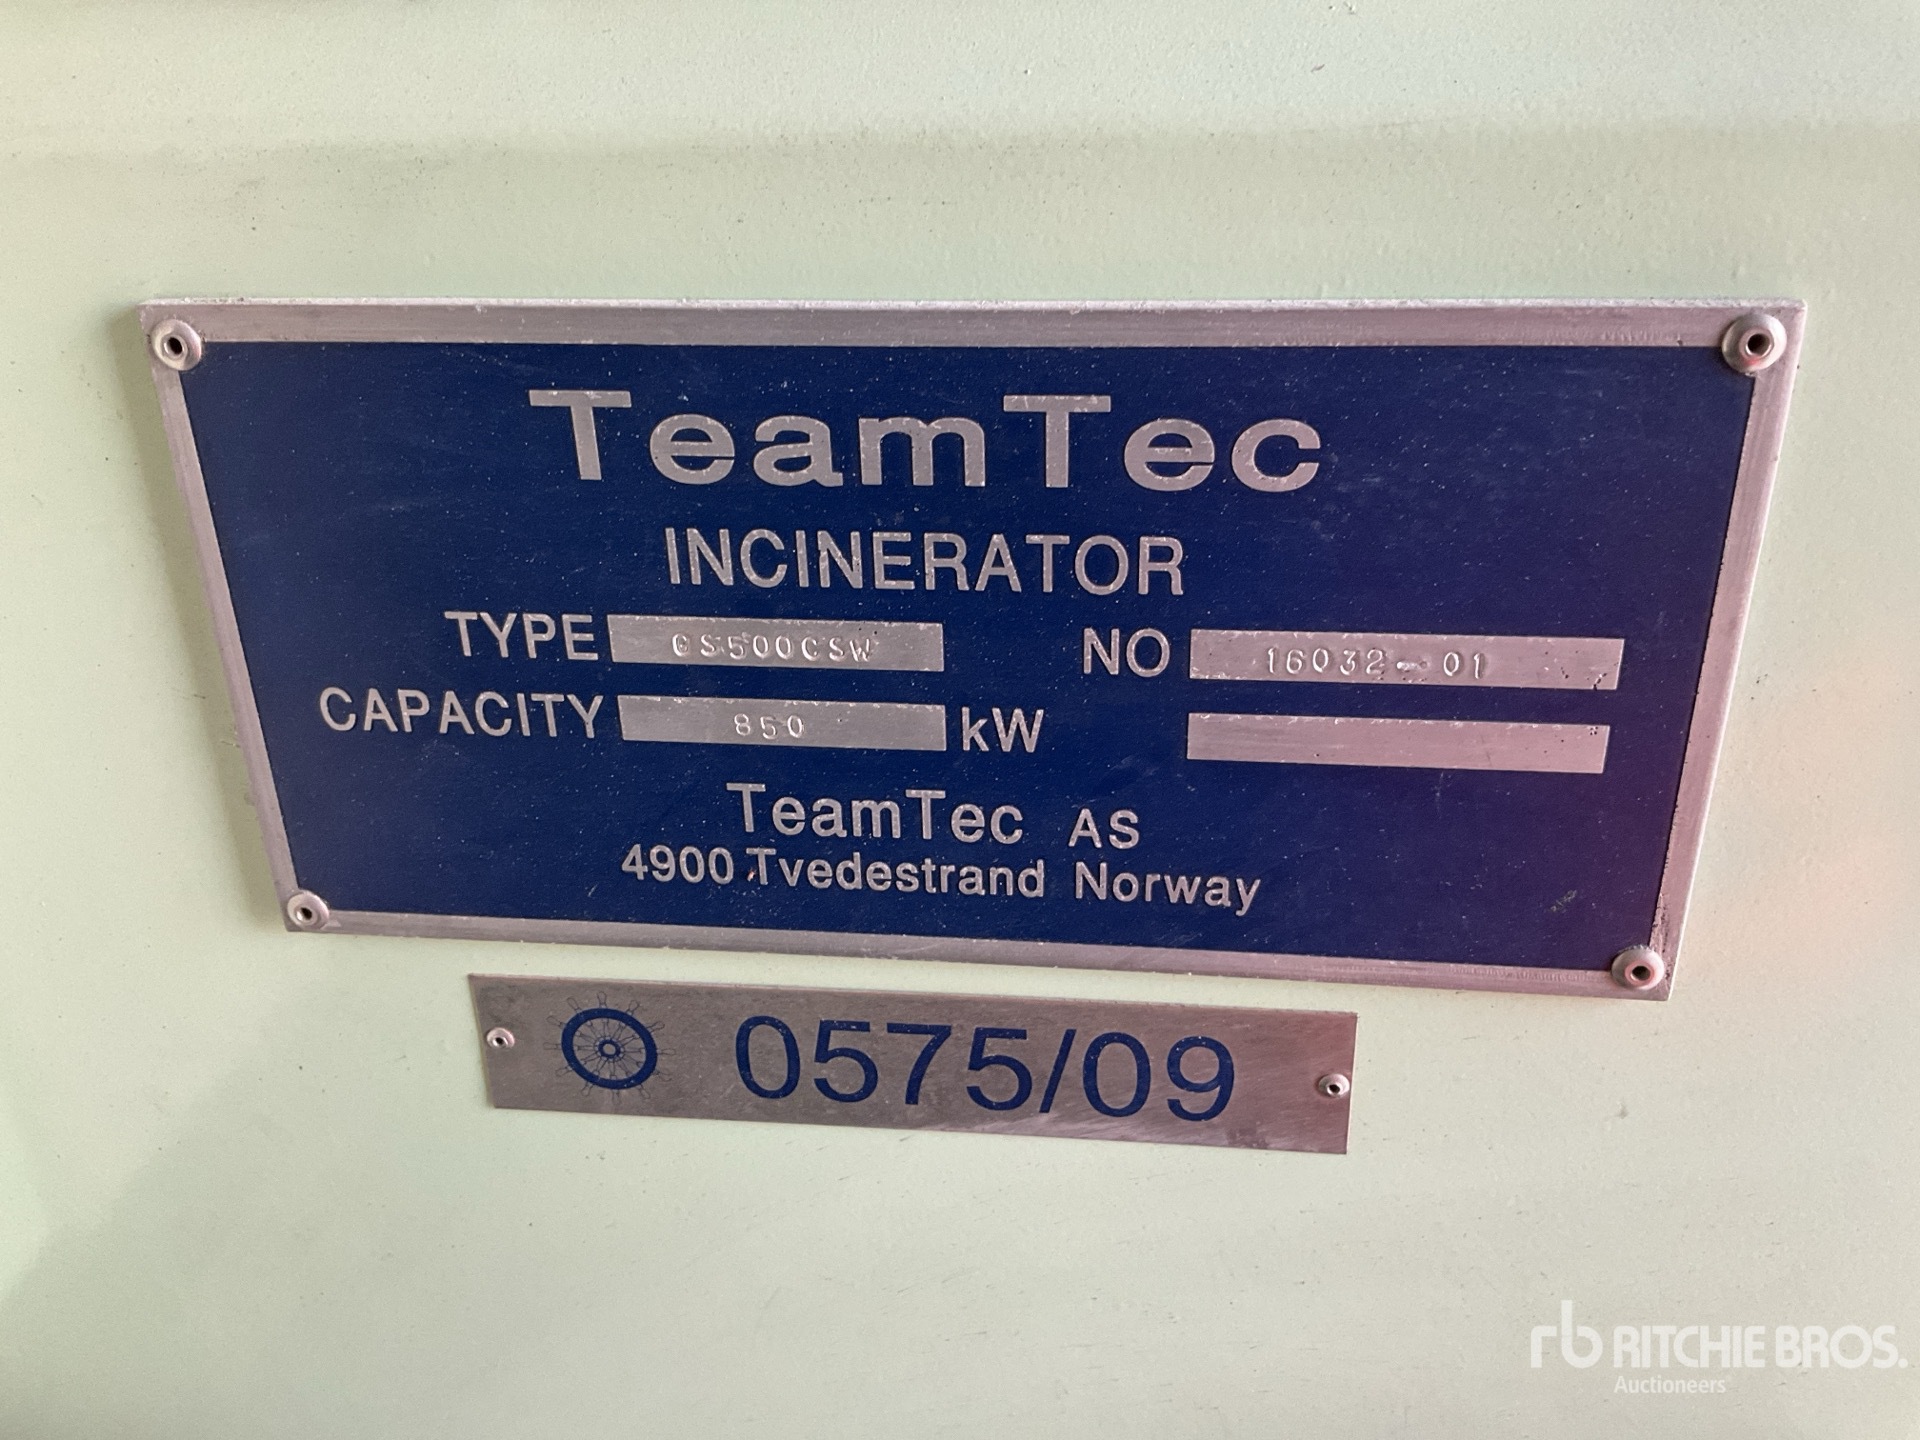 TeamTec
INCINERATOR
TYPE GS500CSW NO 16032-01
CAPACITY 850 kW
TeamTec AS
4900 Tvedestrand Norway
0575/09
rb RITCHIE BROS.
Auctioneers